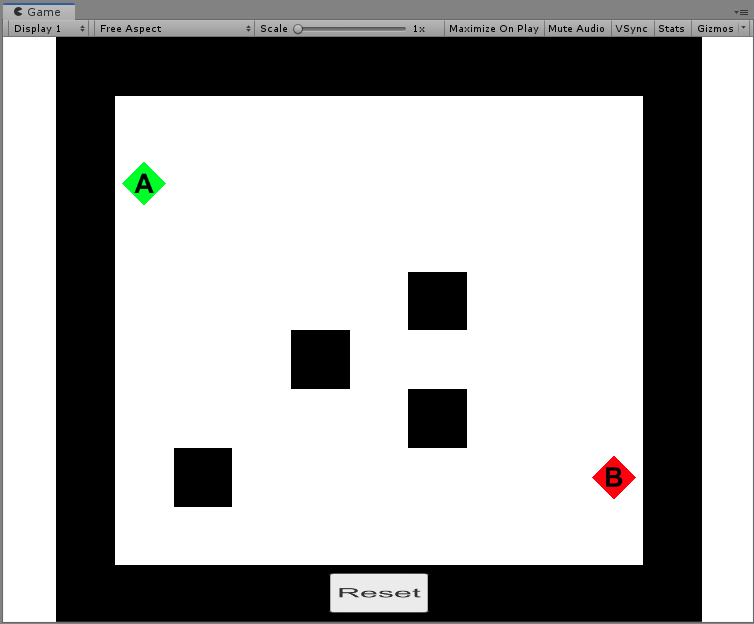 Game
Display 1 Free Aspect Scale 1x Maximize On Play Mute Audio VSync Stats Gizmos
A
B
Reset